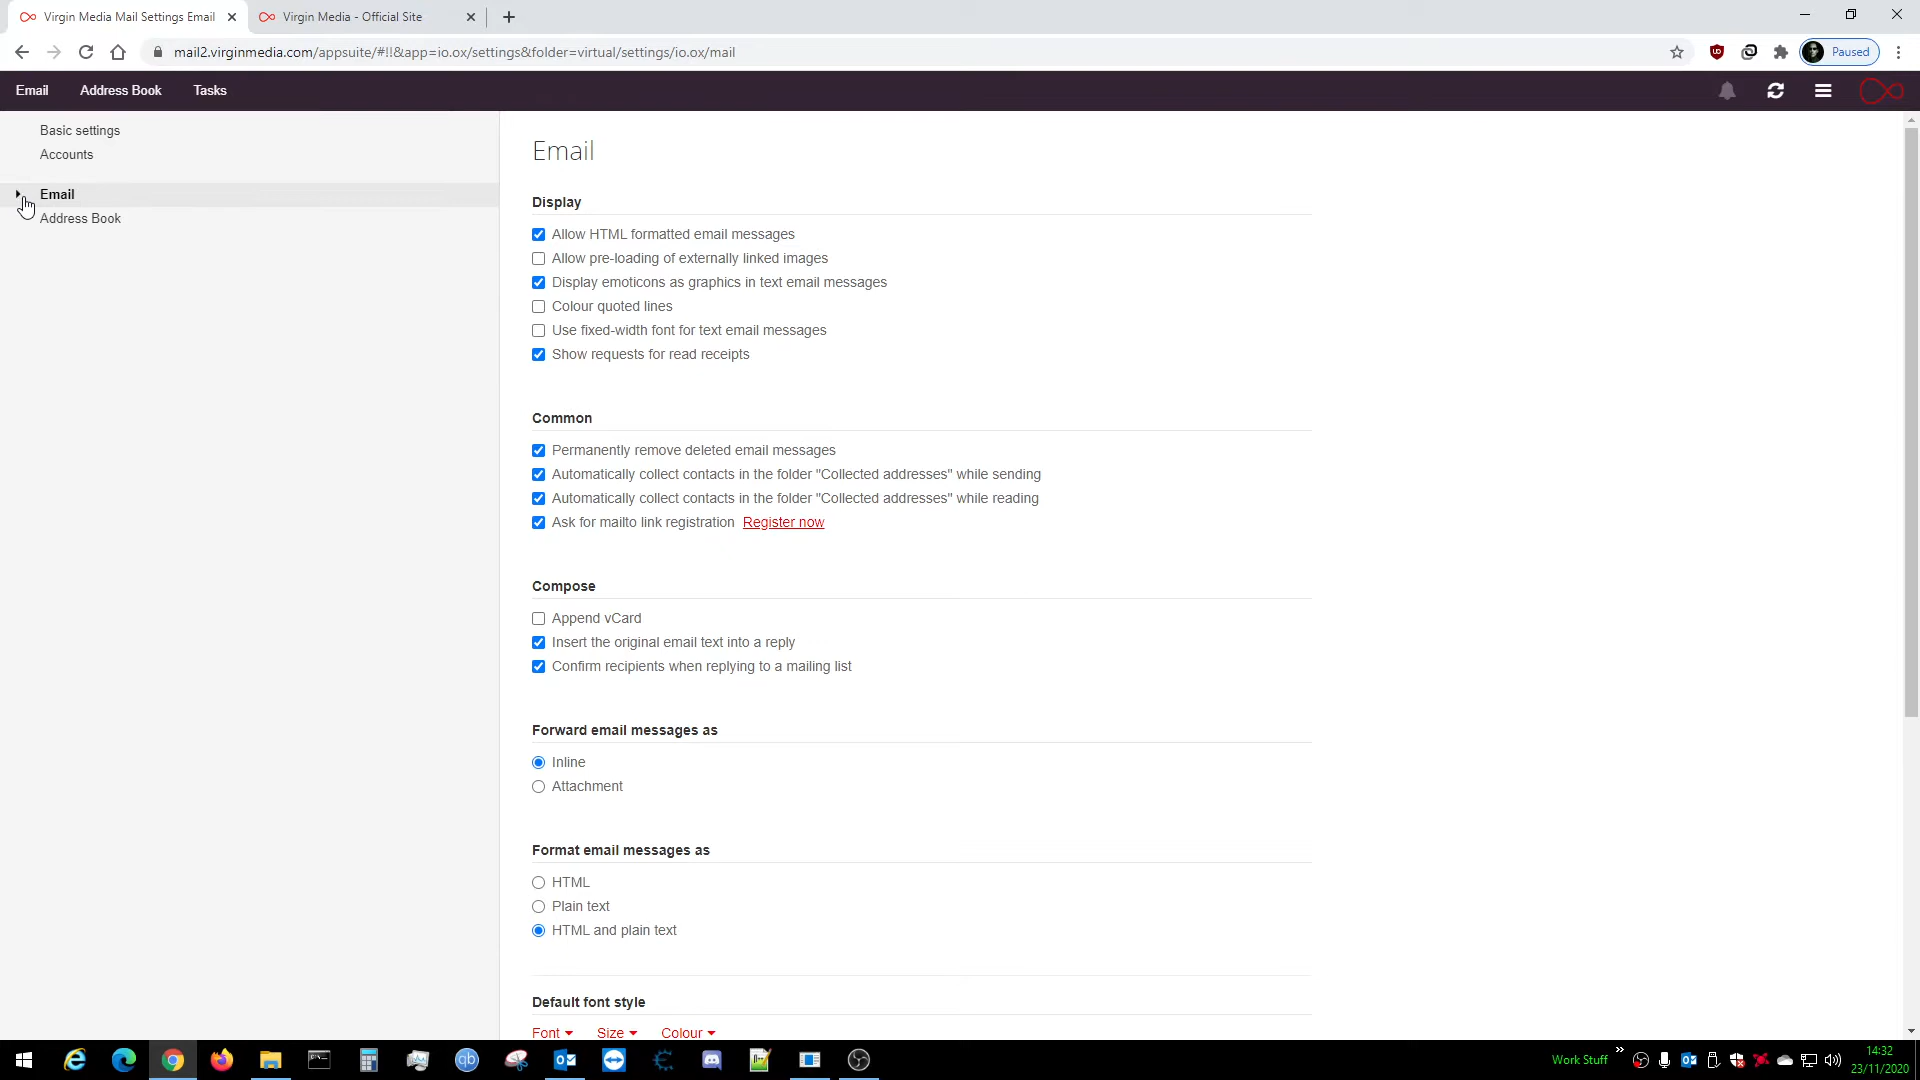 Virgin Media Mail Settings Email
Virgin Media - Official Site
mail2.virginmedia.com/appsuite/#!!&app=io.ox/settings&folder=virtual/settings/io.ox/mail
Paused
Email
Address Book
Tasks
Basic settings
Accounts
Email
Address Book
Email
Display
Allow HTML formatted email messages
Allow pre-loading of externally linked images
Display emoticons as graphics in text email messages
Colour quoted lines
Use fixed-width font for text email messages
Show requests for read receipts
Common
Permanently remove deleted email messages
Automatically collect contacts in the folder "Collected addresses" while sending
Automatically collect contacts in the folder "Collected addresses" while reading
Ask for mailto link registration Register now
Compose
Append vCard
Insert the original email text into a reply
Confirm recipients when replying to a mailing list
Forward email messages as
Inline
Attachment
Format email messages as
HTML
Plain text
HTML and plain text
Default font style
Font Size Colour
qb
Work Stuff
14:32
23/11/2020